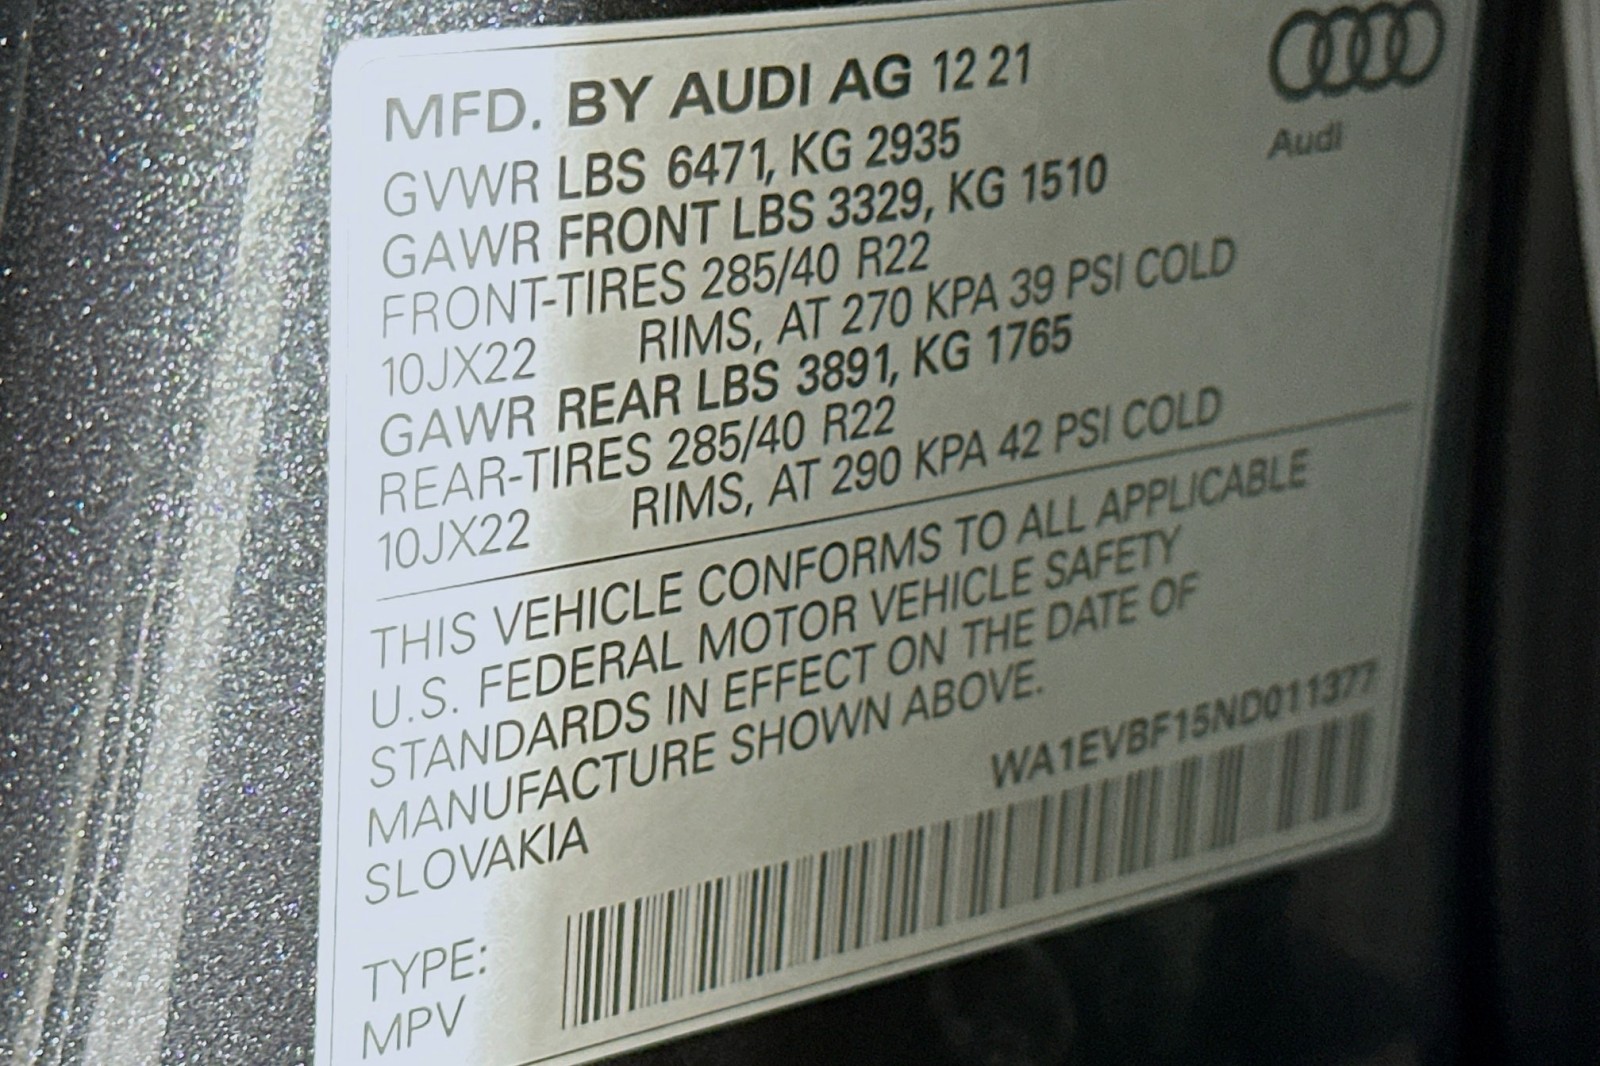 MFD. BY AUDI AG 12 21
Audi
GVWR LBS 6471, KG 2935
GAWR FRONT LBS 3329, KG 1510
FRONT-TIRES 285/40 R22
10JX22 RIMS, AT 270 KPA 39 PSI COLD
GAWR REAR LBS 3891, KG 1765
REAR-TIRES 285/40 R22
10JX22 RIMS, AT 290 KPA 42 PSI COLD
THIS VEHICLE CONFORMS TO ALL APPLICABLE
U.S. FEDERAL MOTOR VEHICLE SAFETY
STANDARDS IN EFFECT ON THE DATE OF
MANUFACTURE SHOWN ABOVE.
SLOVAKIA
WA1EVBF15ND011377
TYPE:
MPV